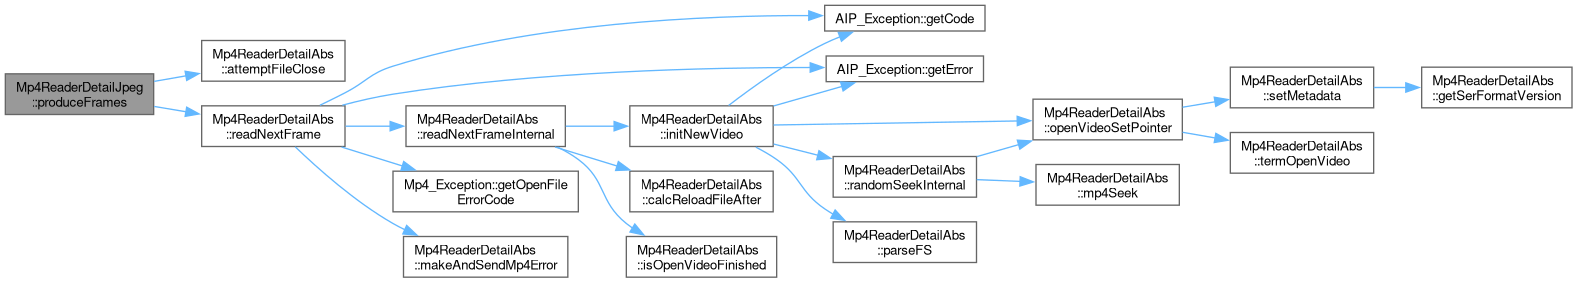 Mp4ReaderDetailJpeg
::produceFrames
Mp4ReaderDetailAbs
::attemptFileClose
Mp4ReaderDetailAbs
::readNextFrame
AIP_Exception::getCode
AIP_Exception::getError
Mp4ReaderDetailAbs
::readNextFrameInternal
Mp4_Exception::getOpenFile
ErrorCode
Mp4ReaderDetailAbs
::makeAndSendMp4Error
Mp4ReaderDetailAbs
::initNewVideo
Mp4ReaderDetailAbs
::calcReloadFileAfter
Mp4ReaderDetailAbs
::isOpenVideoFinished
Mp4ReaderDetailAbs
::openVideoSetPointer
Mp4ReaderDetailAbs
::randomSeekInternal
Mp4ReaderDetailAbs
::parseFS
Mp4ReaderDetailAbs
::setMetadata
Mp4ReaderDetailAbs
::termOpenVideo
Mp4ReaderDetailAbs
::mp4Seek
Mp4ReaderDetailAbs
::getSerFormatVersion